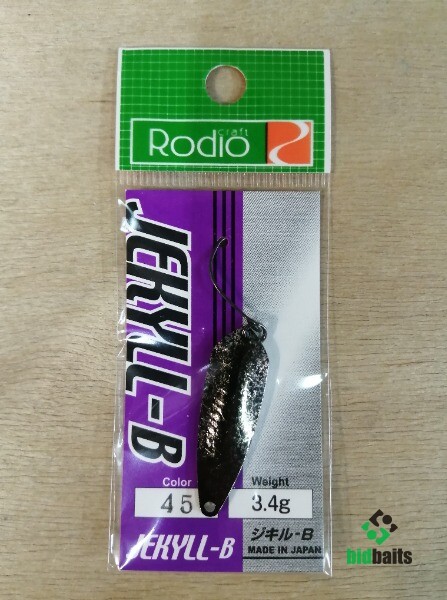 craft
Rodio
JEKYLL-B
Color
45
Weight
3.4g
JEKYLL-B
ジキル-B
MADE IN JAPAN
bidbaits